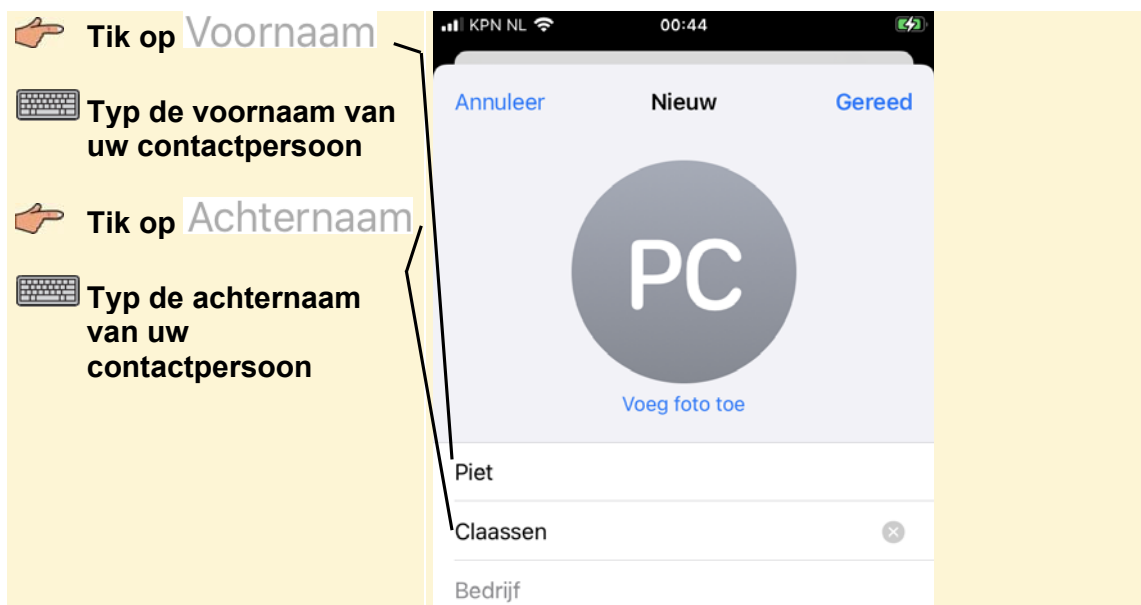 Tik op Voornaam
Typ de voornaam van
uw contactpersoon
Tik op Achternaam
Typ de achternaam
van uw
contactpersoon
KPN NL 00:44
Annuleer Nieuw Gereed
PC
Voeg foto toe
Piet
Claassen
Bedrijf